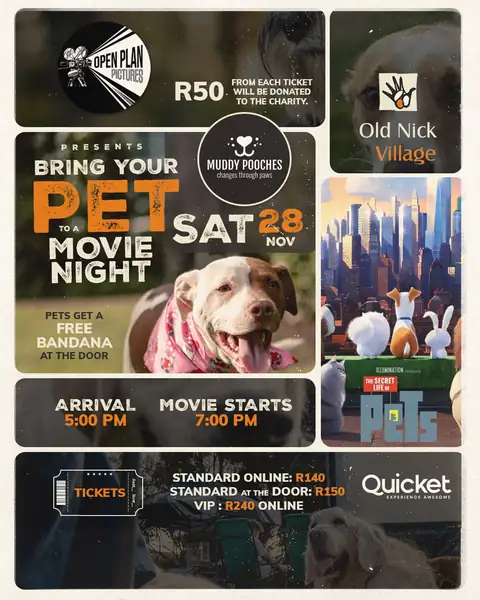 OPEN PLAN
PICTURES
R50 FROM EACH TICKET
WILL BE DONATED
TO THE CHARITY.
Old Nick
Village
PRESENTS
BRING YOUR
PET
TO A
MOVIE
NIGHT
MUDDY POOCHES
changes through paws
SAT 28
NOV
PETS GET A
FREE
BANDANA
AT THE DOOR
ILLUMINATION
THE SECRET
LIFE OF
PETS
ARRIVAL
5:00 PM
MOVIE STARTS
7:00 PM
TICKETS
STANDARD ONLINE: R140
STANDARD AT THE DOOR: R150
VIP : R240 ONLINE
Quicket
EXPERIENCE AWESOME